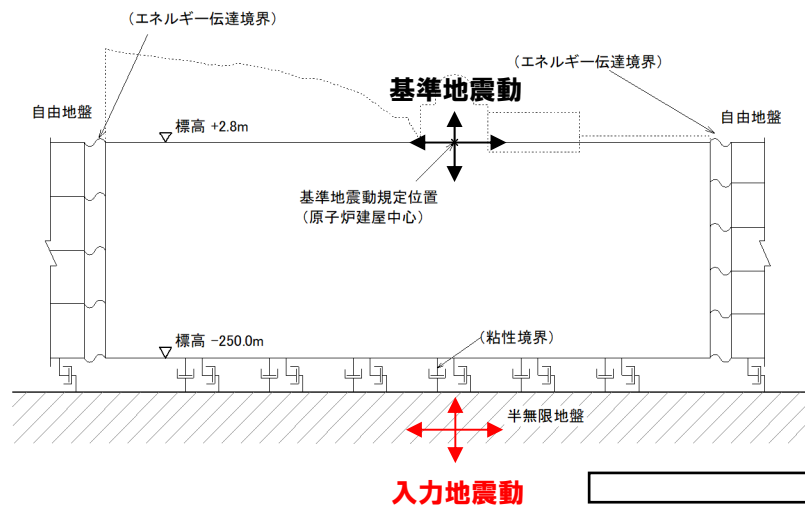 (エネルギー伝達境界)
(エネルギー伝達境界)
基準地震動
自由地盤
自由地盤
標高 +2.8m
基準地震動規定位置
(原子炉建屋中心)
標高 -250.0m
(粘性境界)
半無限地盤
入力地震動